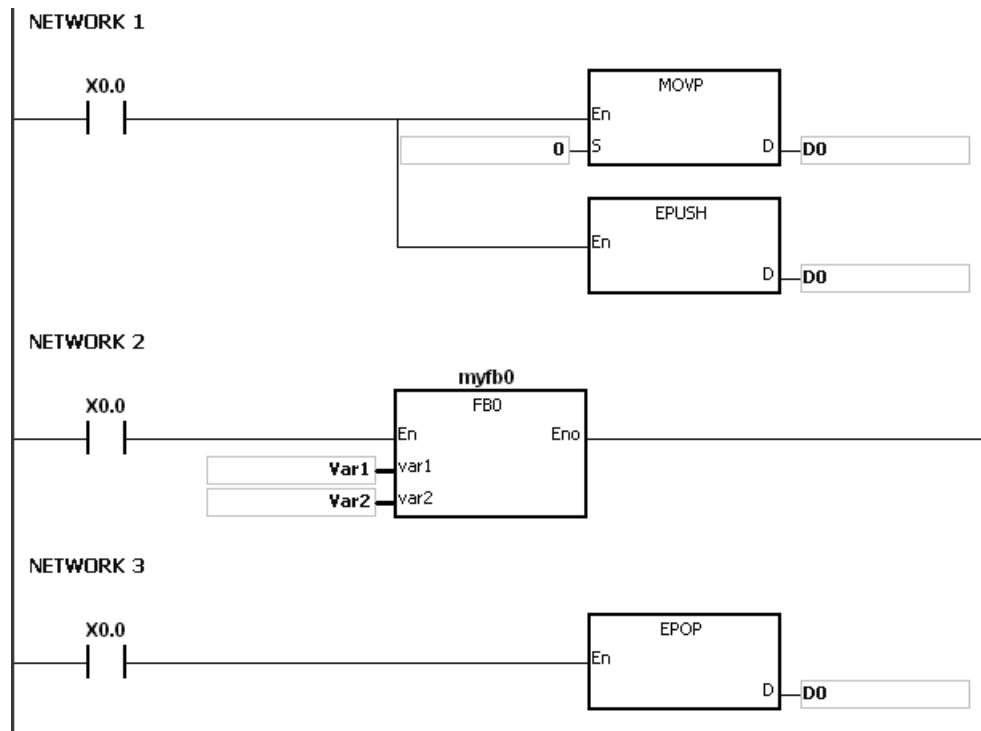 NETWORK 1
X0.0
MOVP
En
0 S D D0
EPUSH
En
D D0
NETWORK 2
myfb0
X0.0
FB0
En Eno
Var1 var1
Var2 var2
NETWORK 3
X0.0
EPOP
En
D D0